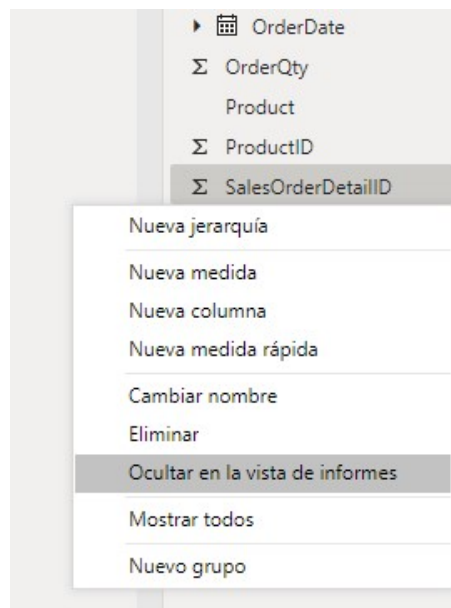 OrderDate
Σ OrderQty
Product
Σ ProductID
Σ SalesOrderDetailID
Nueva jerarquía
Nueva medida
Nueva columna
Nueva medida rápida
Cambiar nombre
Eliminar
Ocultar en la vista de informes
Mostrar todos
Nuevo grupo